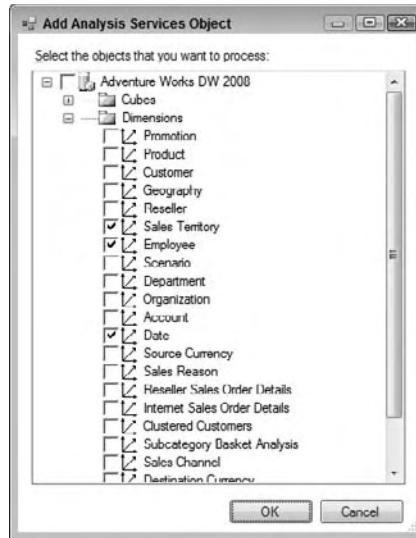 Add Analysis Services Object
Select the objects that you want to process:
Adventure Works DW 2008
Cubes
Dimensions
Promotion
Product
Customer
Geography
Reseller
Sales Territory
Employee
Scenario
Department
Organization
Account
Date
Source Currency
Sales Reason
Reseller Sales Order Details
Internet Sales Order Details
Clustered Customers
Subcategory Basket Analysis
Sales Channel
Destination Currency
OK Cancel